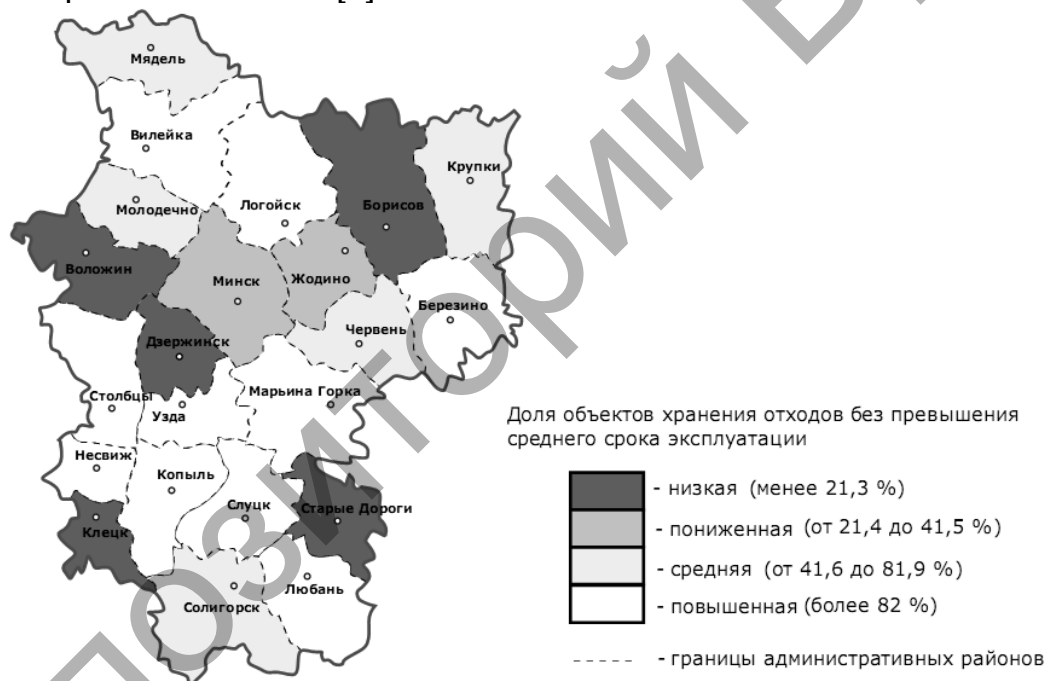 Мядель
Вилейка
Крупки
Молодечно
Логойск
Борисов
Воложин
Минск
Жодино
Березино
Червень
Дзержинск
Столбцы
Марьина Горка
Узда
Несвиж
Копыль
Слуцк
Старые Дороги
Клецк
Любань
Солигорск
Доля объектов хранения отходов без превышения
среднего срока эксплуатации
- низкая (менее 21,3 %)
- пониженная (от 21,4 до 41,5 %)
- средняя (от 41,6 до 81,9 %)
- повышенная (более 82 %)
- границы административных районов